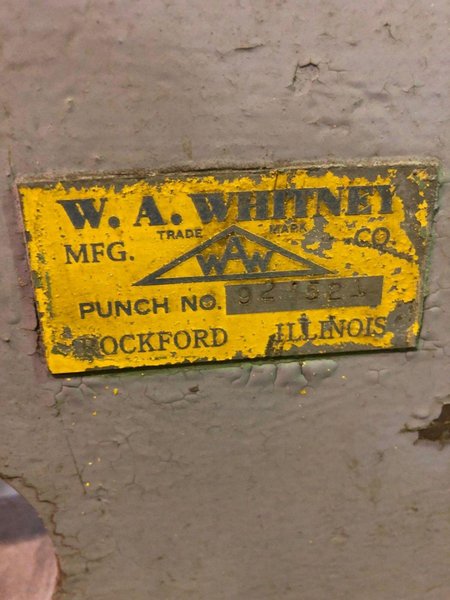 W. A. WHITNEY
TRADE MARK
MFG. WAW CO.
PUNCH NO.
ROCKFORD ILLINOIS